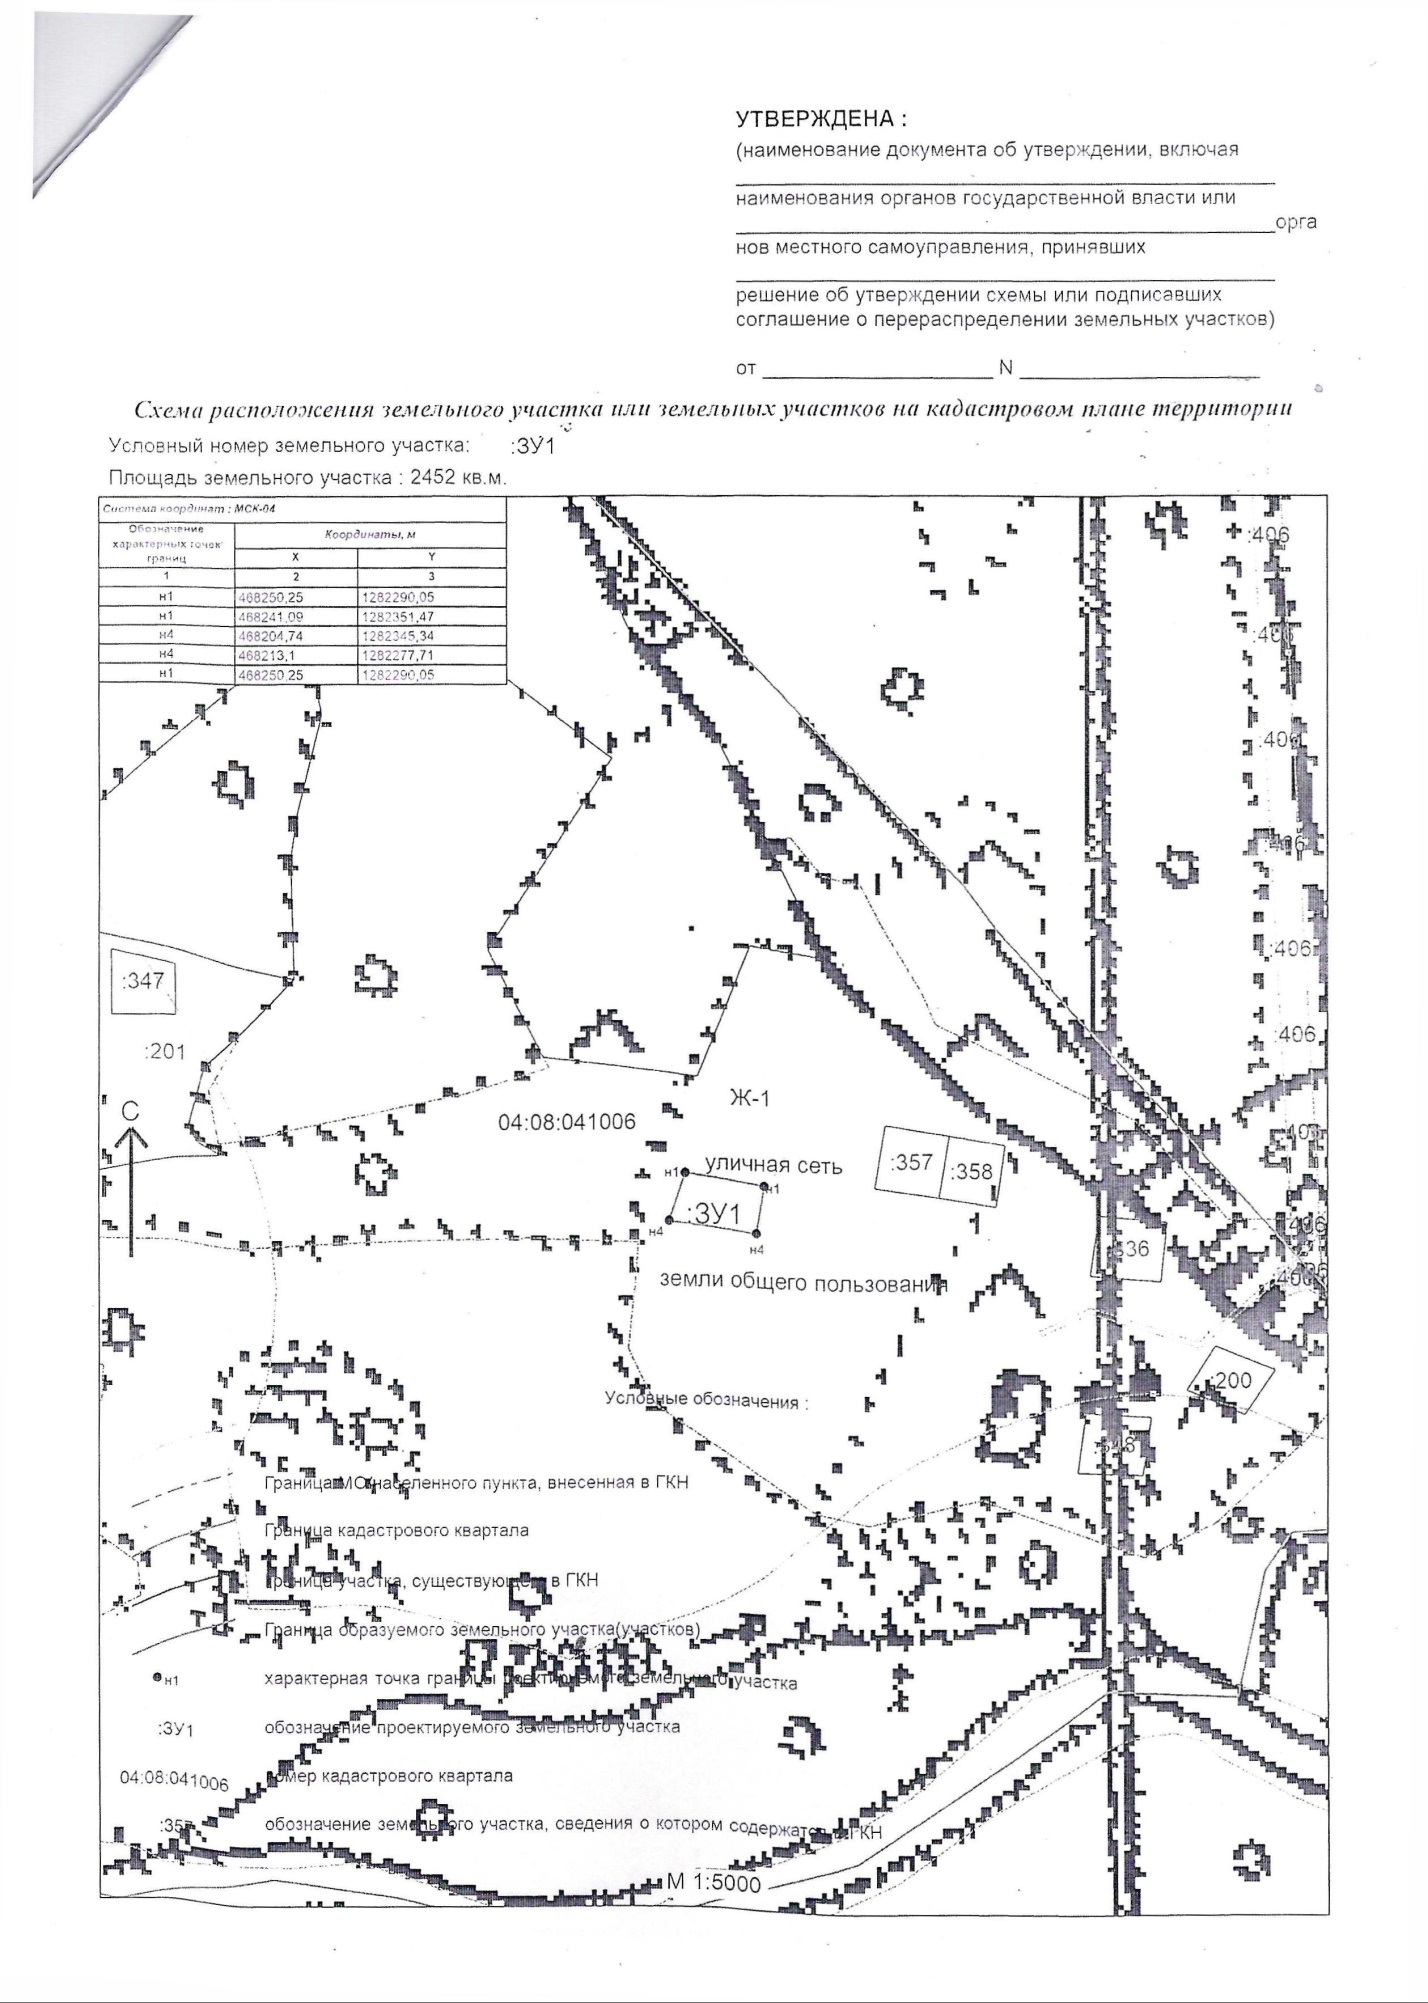 УТВЕРЖДЕНА :
(наименование документа об утверждении, включая
наименования органов государственной власти или
орга
нов местного самоуправления, принявших
решение об утверждении схемы или подписавших
соглашение о перераспределении земельных участков)
от N
Схема расположения земельного участка или земельных участков на кадастровом плане территории
Условный номер земельного участка: :ЗУ1
Площадь земельного участка : 2452 кв.м.
Система координат : МСК-04
Обозначение характерных точек границ
Координаты, м
X Y
1 2 3
н1 468250,25 1282290,05
н1 468241,09 1282351,47
н4 468204,74 1282345,34
н4 468213,1 1282277,71
н1 468250,25 1282290,05
:406
:406
:406
:406
:406
:406
:406
:347
:201
С
Ж-1
04:08:041006
уличная сеть
:357
:358
н1
н1
:ЗУ1
н4
н4
:406
:406
земли общего пользования
:200
Условные обозначения :
Граница МО, населенного пункта, внесенная в ГКН
Граница кадастрового квартала
Граница участка, существующего в ГКН
Граница образуемого земельного участка(участков)
н1 характерная точка границы проектируемого земельного участка
:ЗУ1 обозначение проектируемого земельного участка
04:08:041006 номер кадастрового квартала
:357 обозначение земельного участка, сведения о котором содержатся в ГКН
М 1:5000